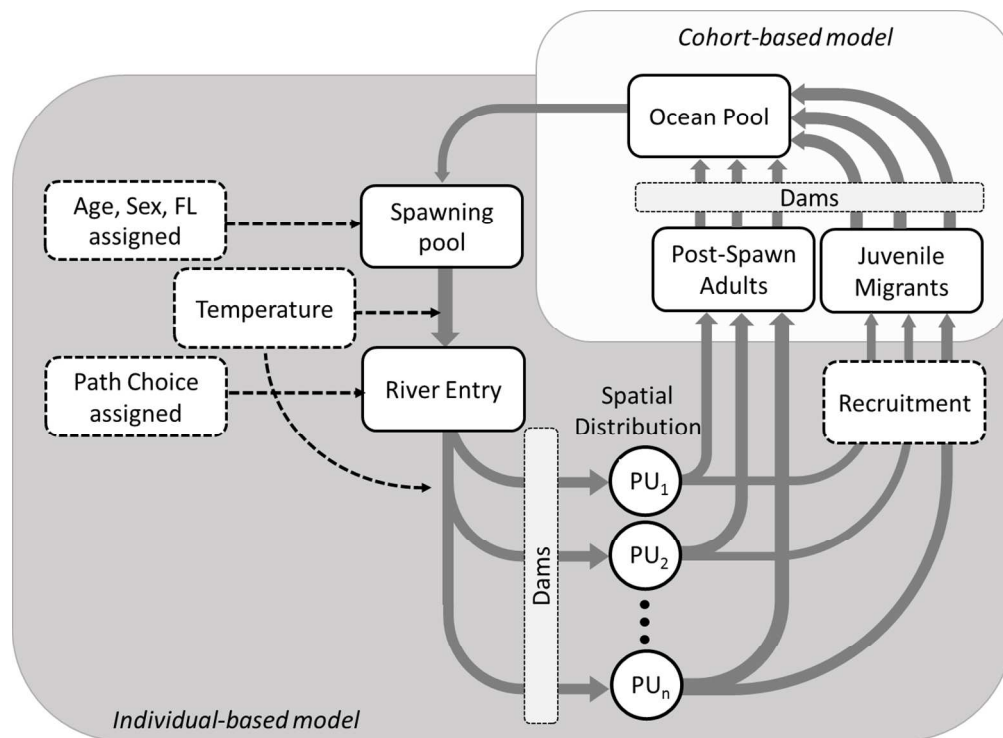 Cohort-based model
Ocean Pool
Dams
Age, Sex, FL
assigned
Spawning
pool
Post-Spawn
Adults
Juvenile
Migrants
Temperature
Path Choice
assigned
River Entry
Spatial
Distribution
Recruitment
Dams
PU₁
PU₂
PUₙ
Individual-based model